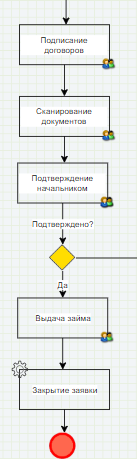 Подписание
договоров
Сканирование
документов
Подтверждение
начальником
Подтверждено?
Да
Выдача займа
Закрытие заявки